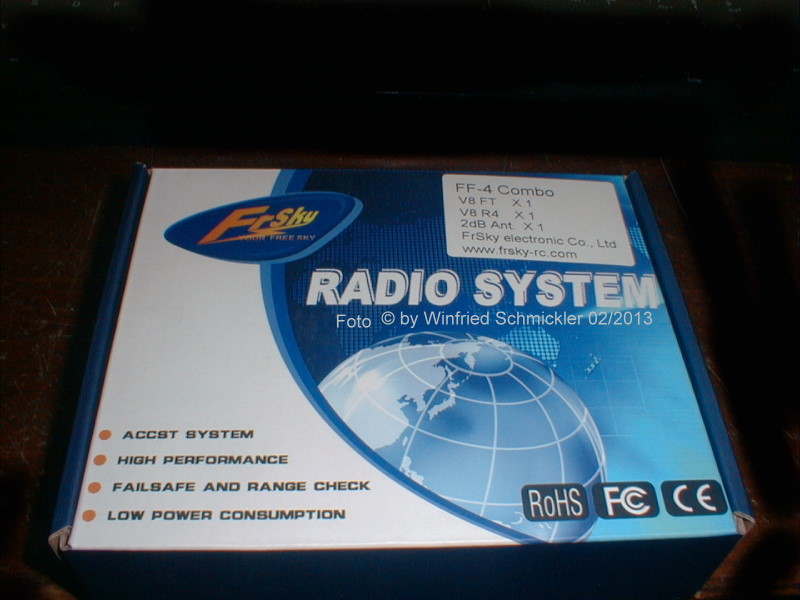 FrSky
YOUR FREE SKY
FF-4 Combo
V8 FT X 1
V8 R4 X 1
2dB Ant. X 1
FrSky electronic Co., Ltd
www.frsky-rc.com
RADIO SYSTEM
Foto © by Winfried Schmickler 02/2013
ACCST SYSTEM
HIGH PERFORMANCE
FAILSAFE AND RANGE CHECK
LOW POWER CONSUMPTION
RoHS FC CE